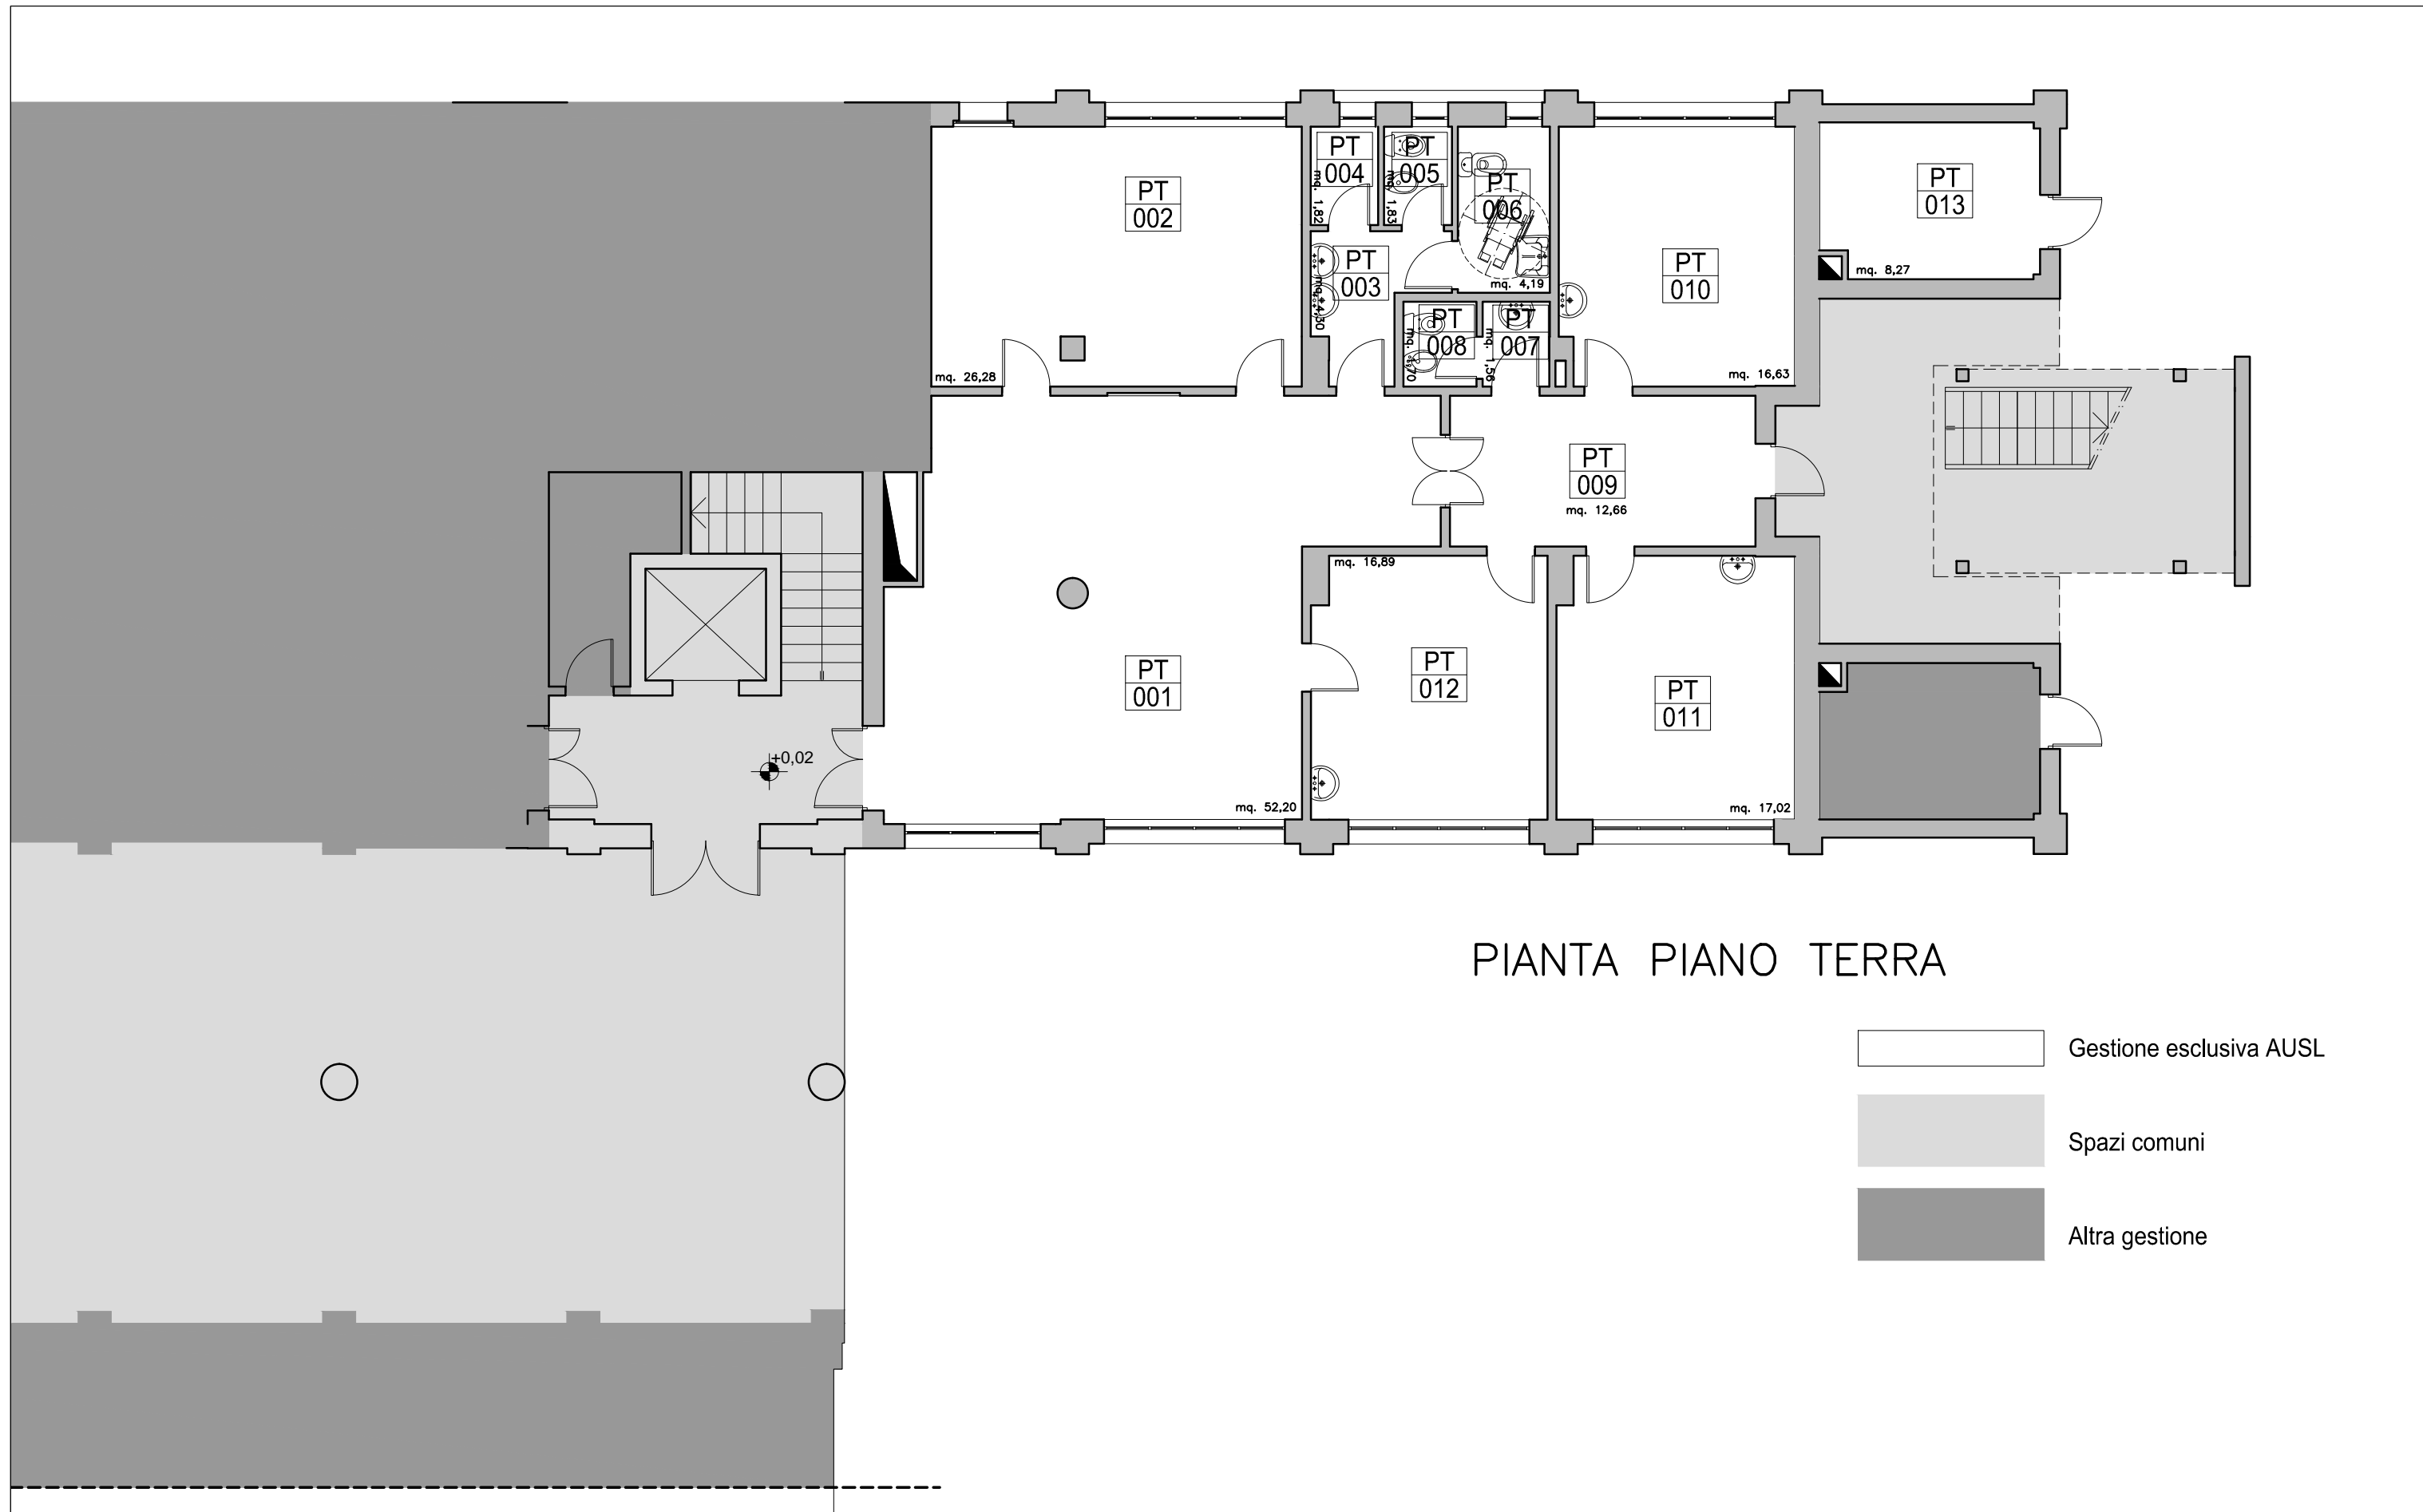 PT
002
mq. 26,28
PT
004
mq. 1,82
PT
005
mq. 1,83
PT
006
mq. 4,19
PT
003
mq. 4,30
PT
008
PT
007
mq. 1,56
PT
010
mq. 16,63
PT
013
mq. 8,27
PT
009
mq. 12,66
PT
001
mq. 52,20
mq. 16,89
PT
012
PT
011
mq. 17,02
+0,02
PIANTA PIANO TERRA
Gestione esclusiva AUSL
Spazi comuni
Altra gestione